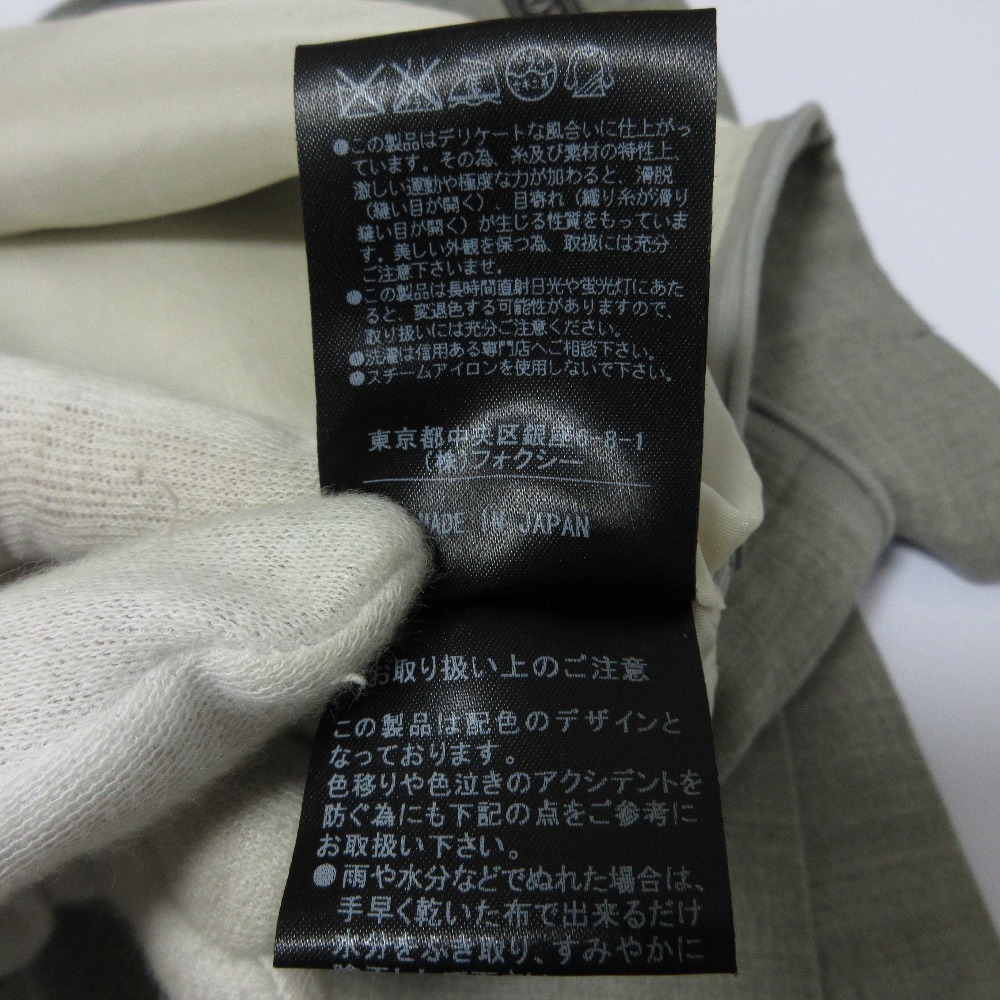 ●この製品はデリケートな風合いに仕上がっ
ています。その為、糸及び素材の特性上、
激しい運動や極度な力が加わると、滑脱
(縫い目が開く)、目寄れ(織り糸が滑り
縫い目が開く)が生じる性質をもっていま
す。美しい外観を保つ為、取扱には充分
ご注意下さいませ。
●この製品は長時間直射日光や蛍光灯にあた
ると、変退色する可能性がありますので、
取り扱いには充分ご注意ください。
●洗濯は信用ある専門店へご相談下さい。
●スチームアイロンを使用しないで下さい。
東京都中央区銀座6-8-1
(株)フォクシー
MADE IN JAPAN
お取り扱い上のご注意
この製品は配色のデザインと
なっております。
色移りや色泣きのアクシデントを
防ぐ為にも下記の点をご参考に
お取扱い下さい。
●雨や水分などでぬれた場合は、
手早く乾いた布で出来るだけ
水分をふき取り、すみやかに